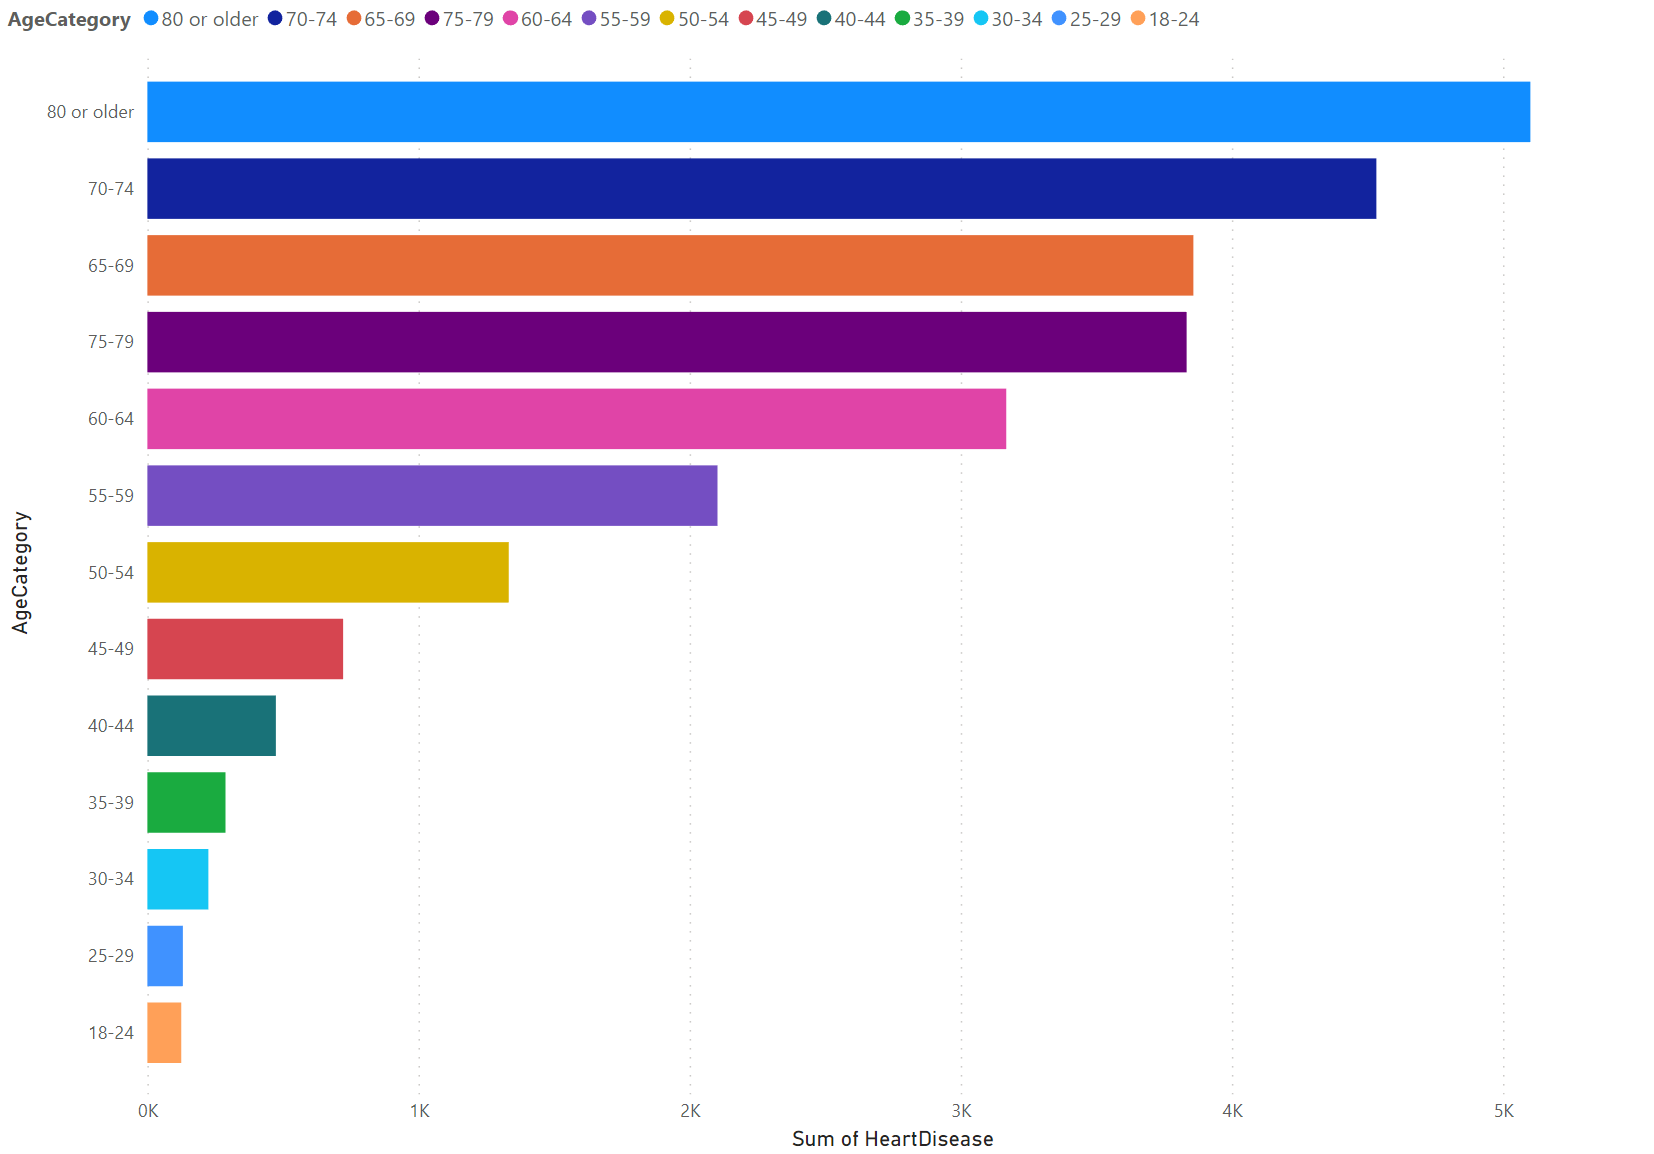 AgeCategory 80 or older 70-74 65-69 75-79 60-64 55-59 50-54 45-49 40-44 35-39 30-34 25-29 18-24
80 or older
70-74
65-69
75-79
60-64
55-59
50-54
45-49
40-44
35-39
30-34
25-29
18-24
AgeCategory
0K 1K 2K 3K 4K 5K
Sum of HeartDisease